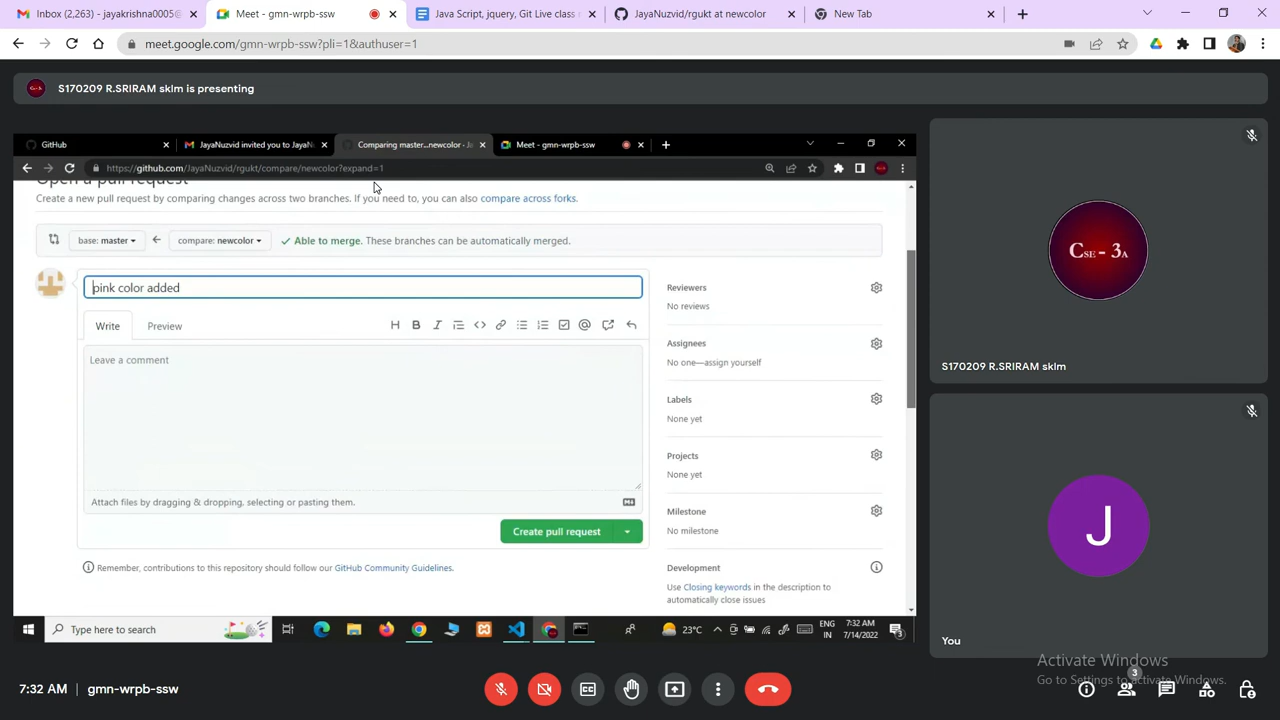 Inbox (2,263) - jayakrishna0005@
Meet - gmn-wrpb-ssw
Java Script, jquery, Git Live class n
JayaNuzvid/rgukt at newcolor
New Tab
meet.google.com/gmn-wrpb-ssw?pli=1&authuser=1
S170209 R.SRIRAM sklm is presenting
GitHub
JayaNuzvid invited you to JayaN
Comparing master...newcolor · J
Meet - gmn-wrpb-ssw
https://github.com/JayaNuzvid/rgukt/compare/newcolor?expand=1
Open a pull request
Create a new pull request by comparing changes across two branches. If you need to, you can also compare across forks.
base: master
compare: newcolor
Able to merge. These branches can be automatically merged.
pink color added
Write
Preview
Leave a comment
Attach files by dragging & dropping, selecting or pasting them.
Create pull request
Remember, contributions to this repository should follow our GitHub Community Guidelines.
Reviewers
No reviews
Assignees
No one—assign yourself
Labels
None yet
Projects
None yet
Milestone
No milestone
Development
Use Closing keywords in the description to
automatically close issues
Type here to search
23°C
ENG
IN
7:32 AM
7/14/2022
3
CSE - 3A
S170209 R.SRIRAM sklm
J
You
Activate Windows
Go to Settings to activate Windows.
7:32 AM
gmn-wrpb-ssw
3